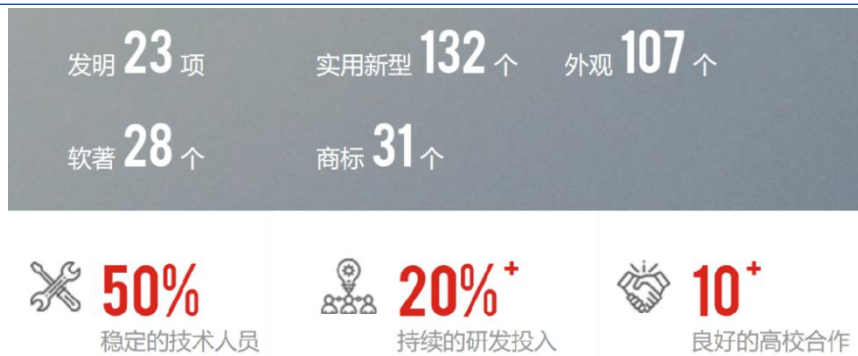 发明 23 项 实用新型 132 个 外观 107 个
软著 28 个 商标 31 个
50% 20%+ 10+
稳定的技术人员 持续的研发投入 良好的高校合作